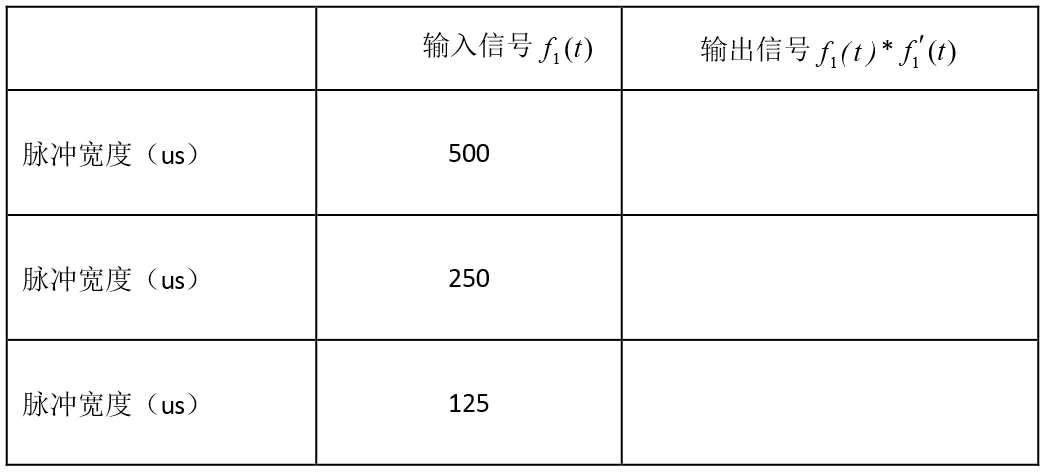 输入信号 f₁(t) 输出信号 f₁(t) * f₁′(t)
脉冲宽度（us） 500
脉冲宽度（us） 250
脉冲宽度（us） 125